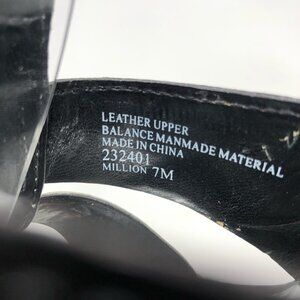 LEATHER UPPER
BALANCE MANMADE MATERIAL
MADE IN CHINA
232401
MILLION 7M